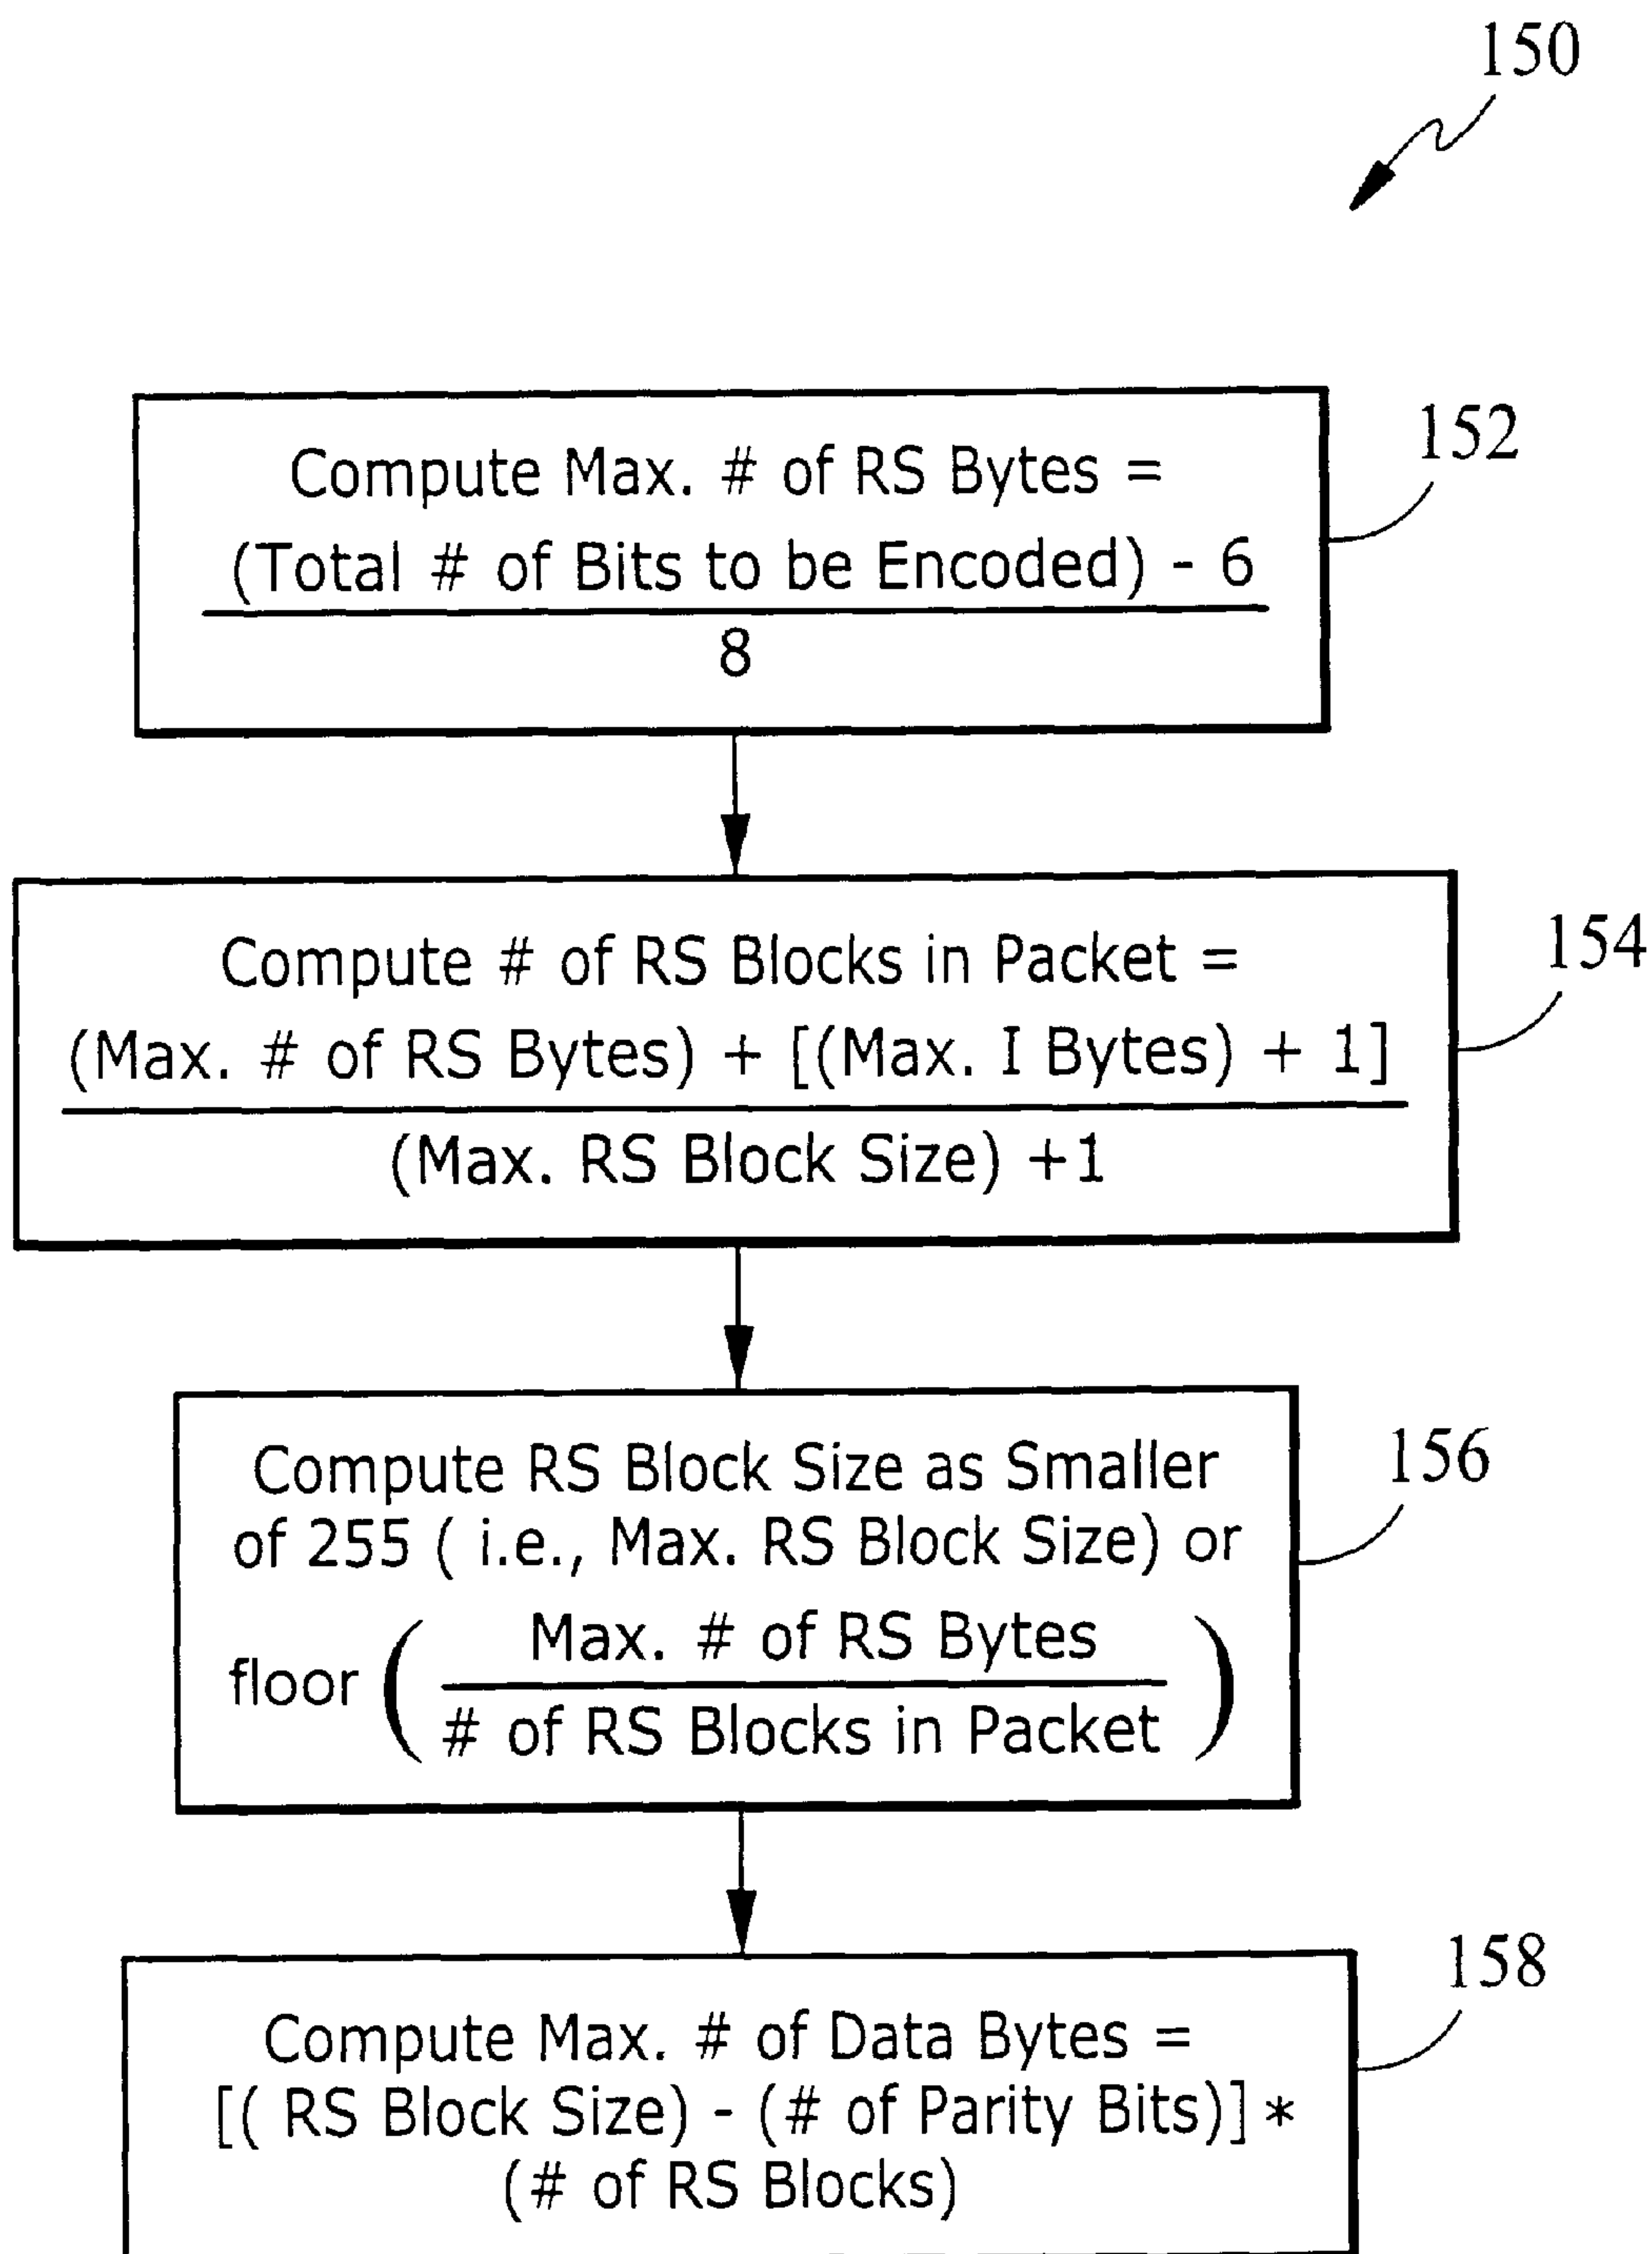 150
152
Compute Max. # of RS Bytes =
(Total # of Bits to be Encoded) - 6
8
154
Compute # of RS Blocks in Packet =
(Max. # of RS Bytes) + [(Max. I Bytes) + 1]
(Max. RS Block Size) +1
156
Compute RS Block Size as Smaller
of 255 ( i.e., Max. RS Block Size) or
floor ( Max. # of RS Bytes
# of RS Blocks in Packet )
158
Compute Max. # of Data Bytes =
[( RS Block Size) - (# of Parity Bits)] *
(# of RS Blocks)